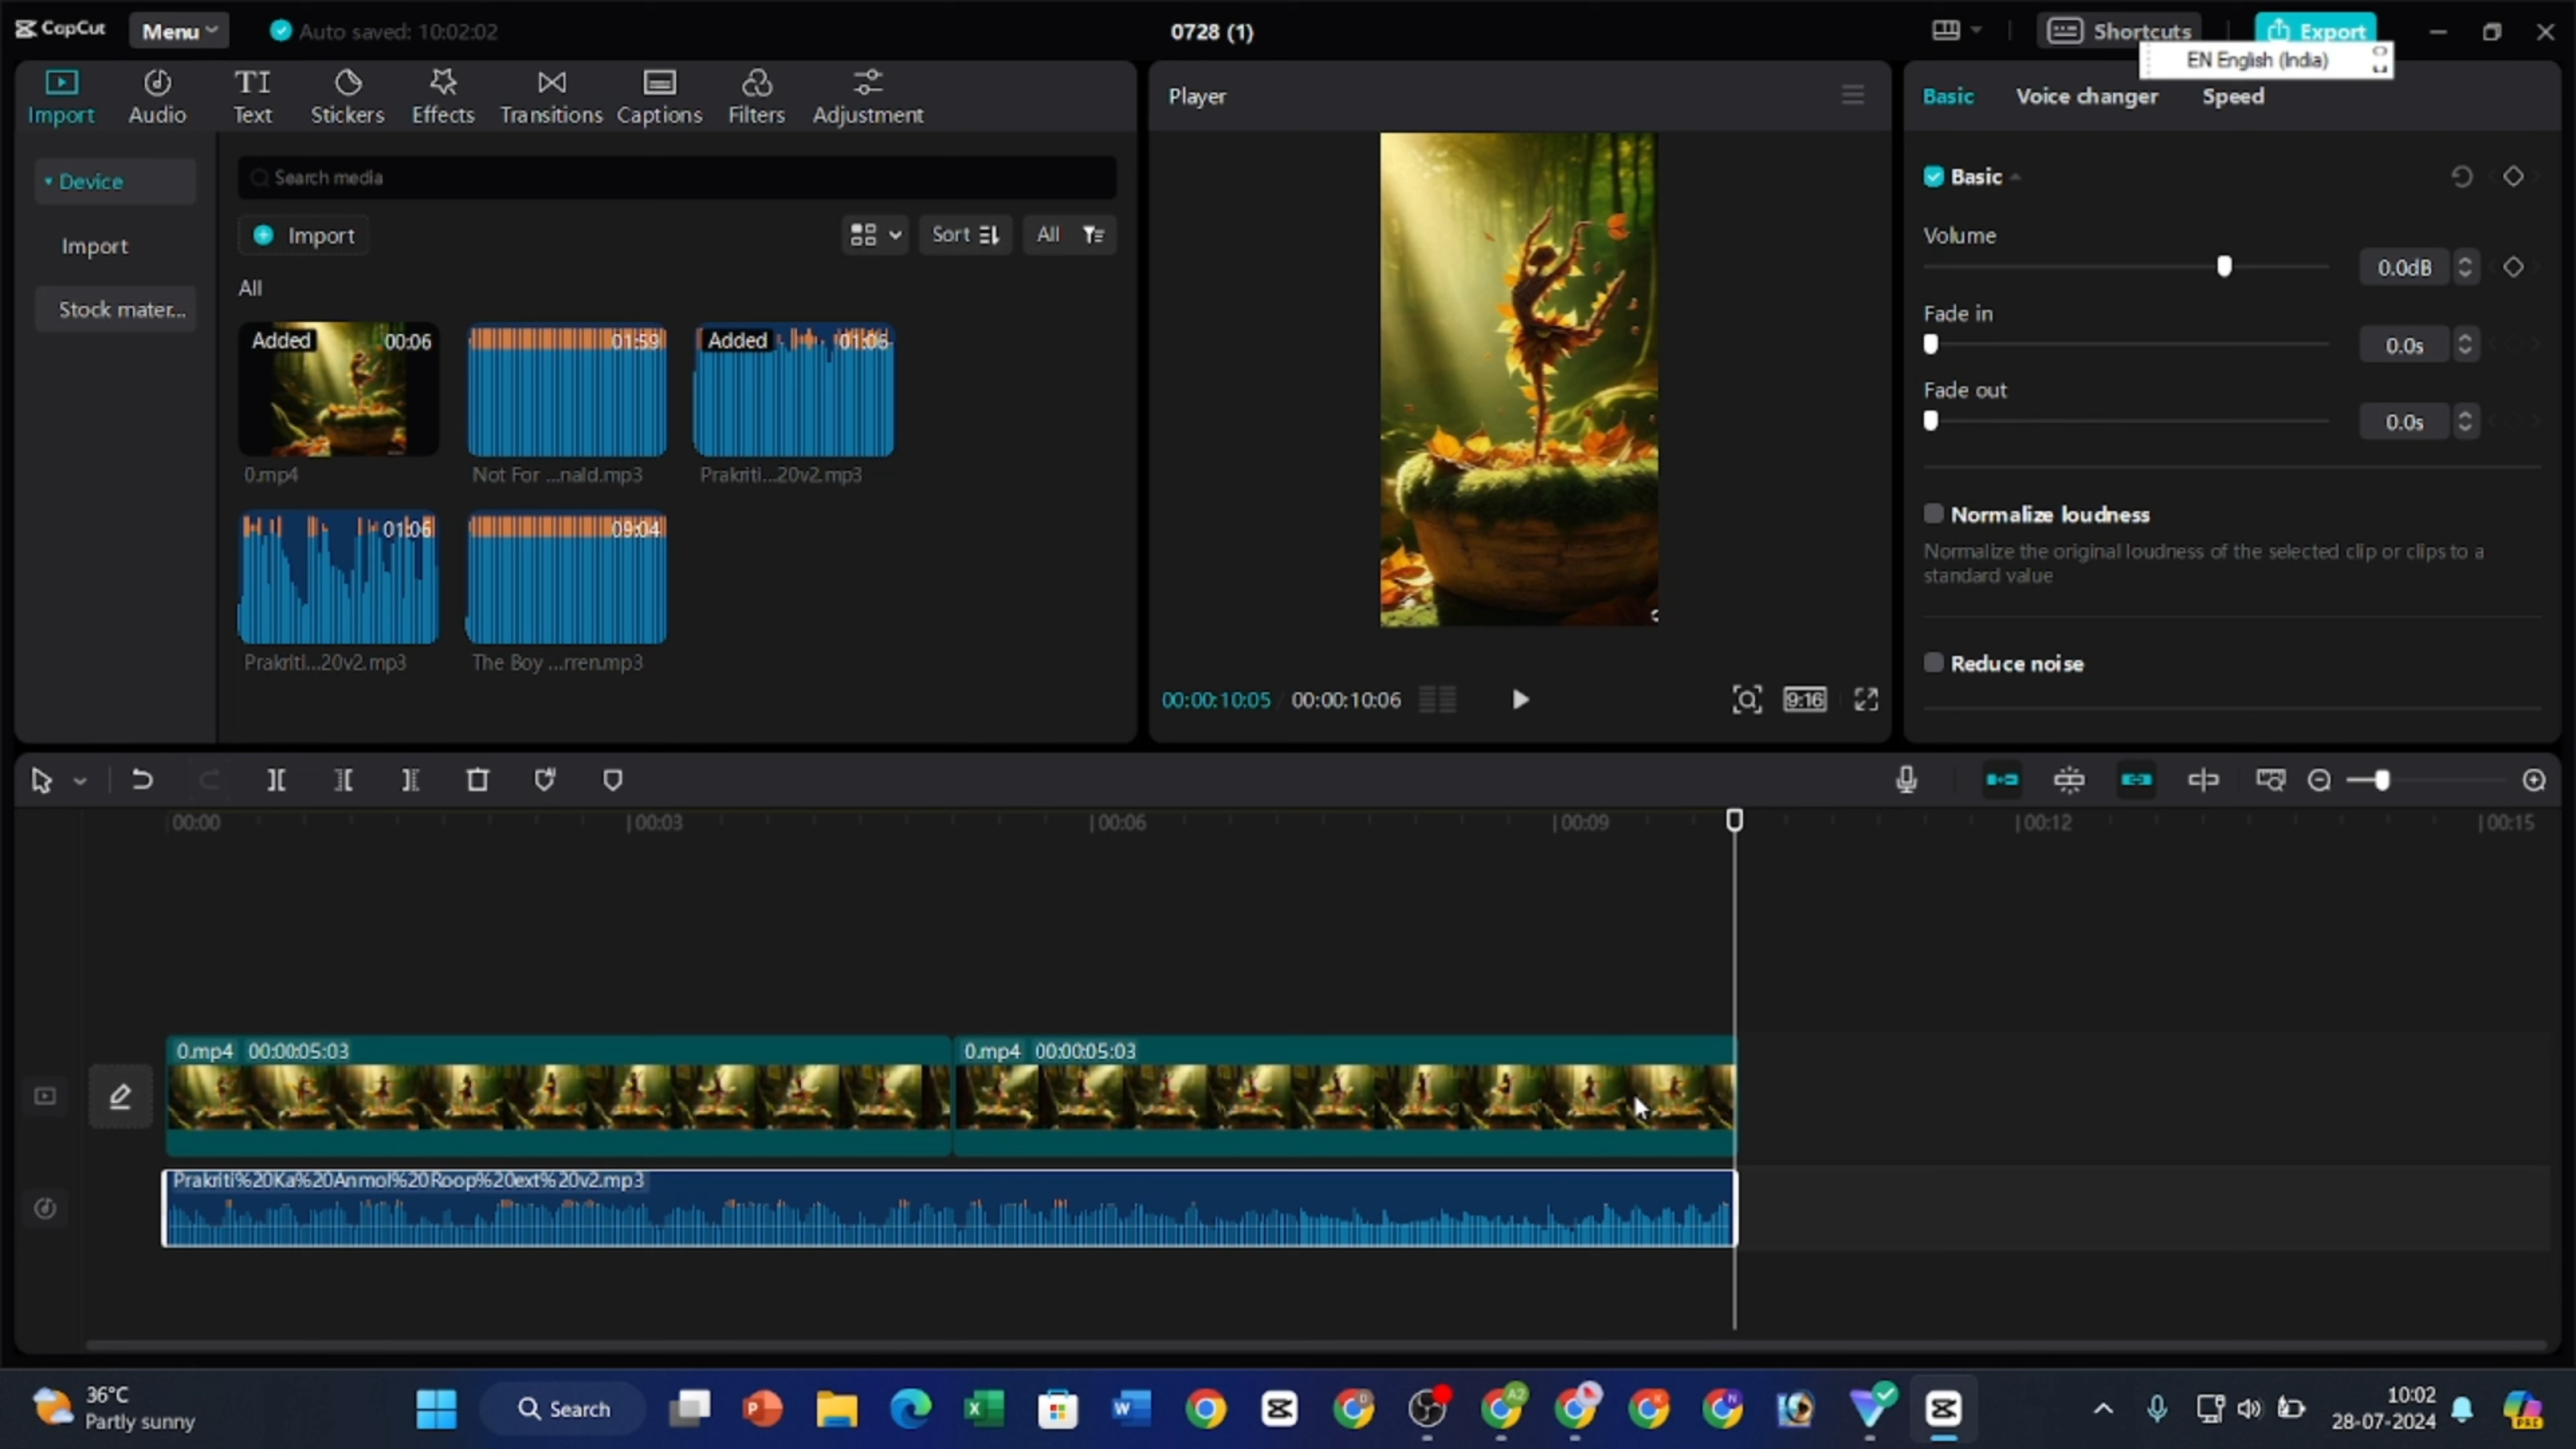 CapCut Menu Auto saved: 10:02:02 0728 (1) Shortcuts Export
EN English (India)
Import Audio Text Stickers Effects Transitions Captions Filters Adjustment
Device
Import
Stock mater...
Search media
Import Sort All
All
Added 00:06 01:59 Added 01:06
0.mp4 Not For ...nald.mp3 Prakriti...20v2.mp3
01:06 09:04
Prakriti...20v2.mp3 The Boy ...rren.mp3
Player
00:00:10:05 / 00:00:10:06 9:16
Basic Voice changer Speed
Basic
Volume
0.0dB
Fade in
0.0s
Fade out
0.0s
Normalize loudness
Normalize the original loudness of the selected clip or clips to a
standard value
Reduce noise
00:00 00:03 00:06 00:09 00:12 00:15
0.mp4 00:00:05:03 0.mp4 00:00:05:03
Prakriti%20Ka%20Anmol%20Roop%20ext%20v2.mp3
36°C
Partly sunny
Search
10:02
28-07-2024